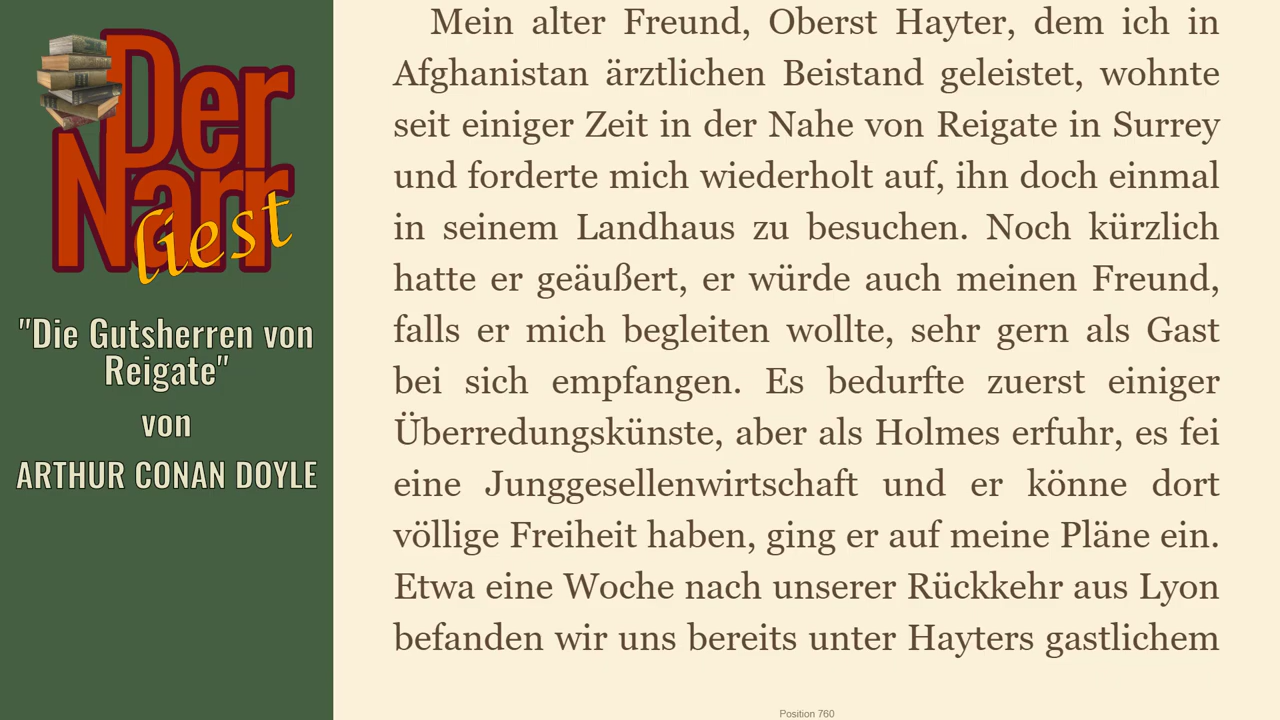 Der
Narr
liest
"Die Gutsherren von
Reigate"
von
ARTHUR CONAN DOYLE
Mein alter Freund, Oberst Hayter, dem ich in
Afghanistan ärztlichen Beistand geleistet, wohnte
seit einiger Zeit in der Nahe von Reigate in Surrey
und forderte mich wiederholt auf, ihn doch einmal
in seinem Landhaus zu besuchen. Noch kürzlich
hatte er geäußert, er würde auch meinen Freund,
falls er mich begleiten wollte, sehr gern als Gast
bei sich empfangen. Es bedurfte zuerst einiger
Überredungskünste, aber als Holmes erfuhr, es fei
eine Junggesellenwirtschaft und er könne dort
völlige Freiheit haben, ging er auf meine Pläne ein.
Etwa eine Woche nach unserer Rückkehr aus Lyon
befanden wir uns bereits unter Hayters gastlichem
Position 760